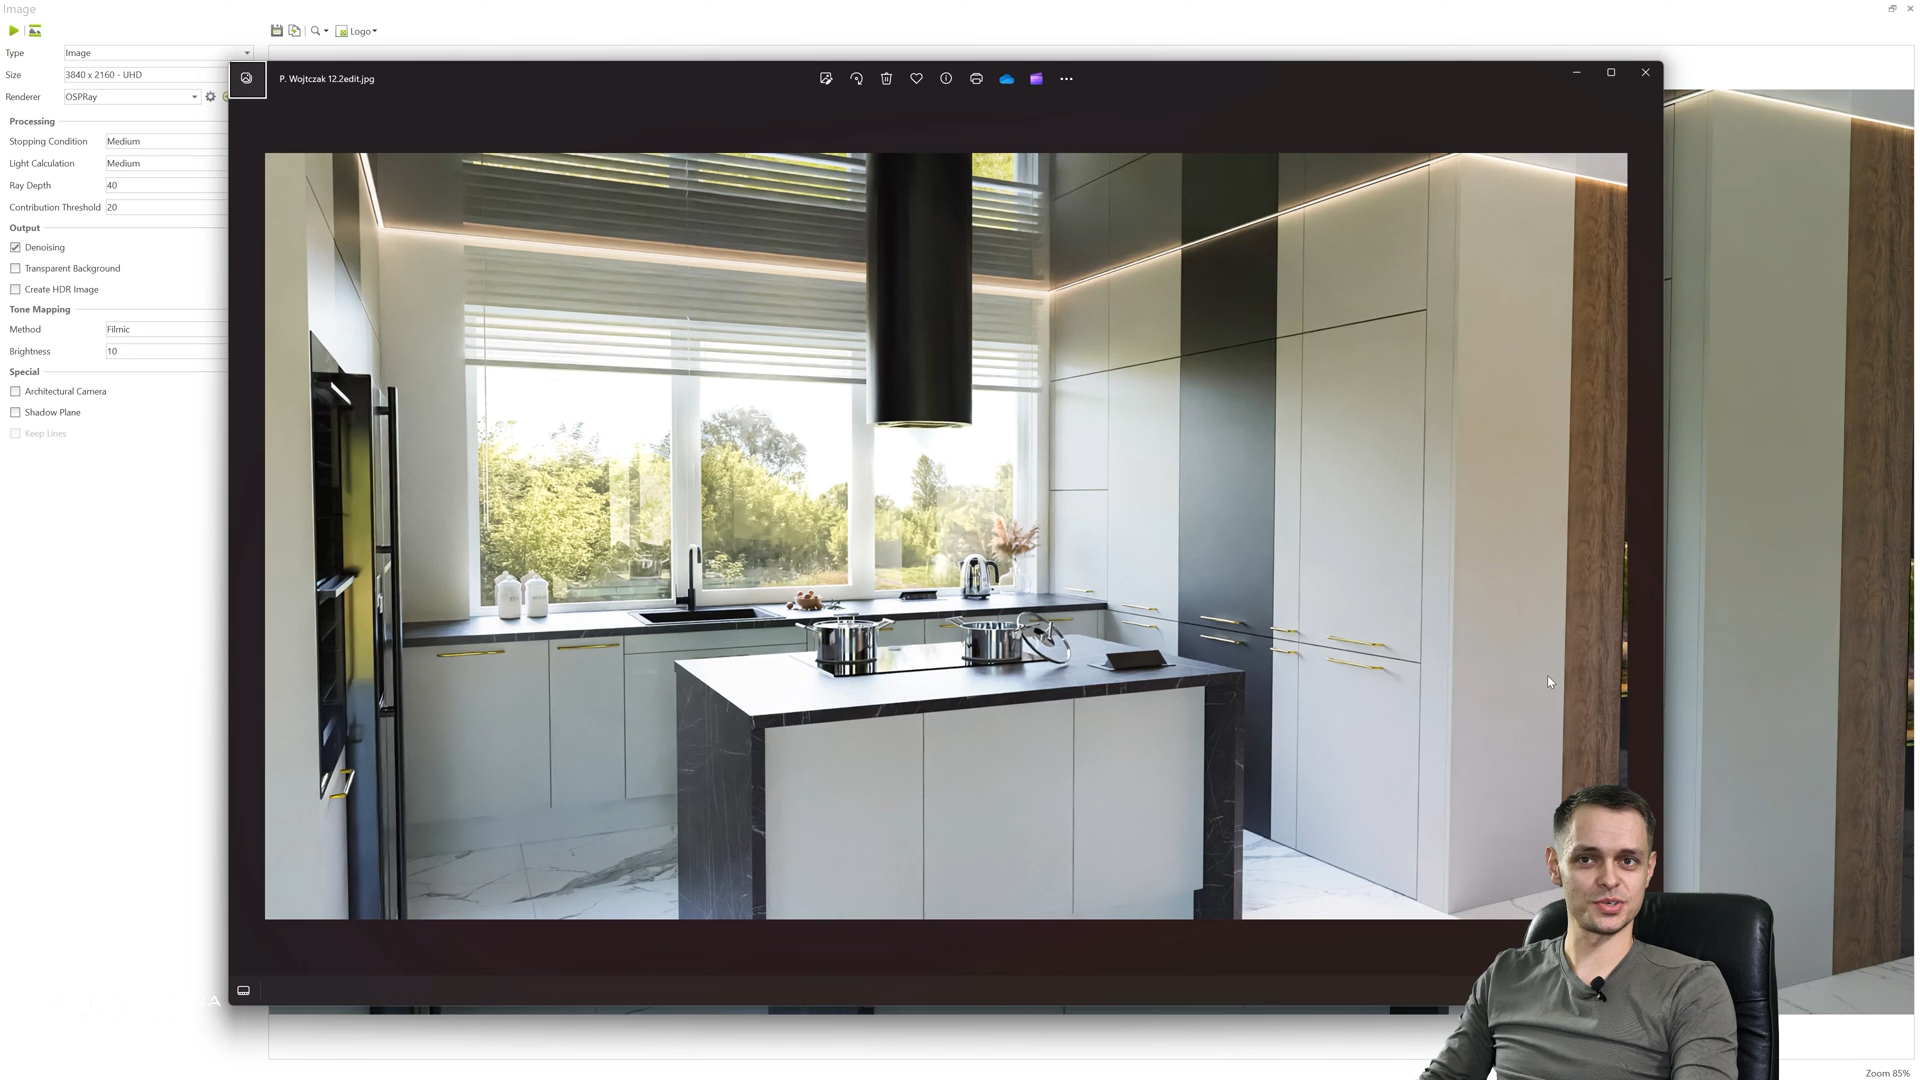 Image
Logo
Type
Image
Size
3840 x 2160 - UHD
Renderer
OSPRay
Processing
Stopping Condition
Medium
Light Calculation
Medium
Ray Depth
40
Contribution Threshold
20
Output
Denoising
Transparent Background
Create HDR Image
Tone Mapping
Method
Filmic
Brightness
10
Special
Architectural Camera
Shadow Plane
Keep Lines
P. Wojtczak 12.2edit.jpg
Zoom 85%